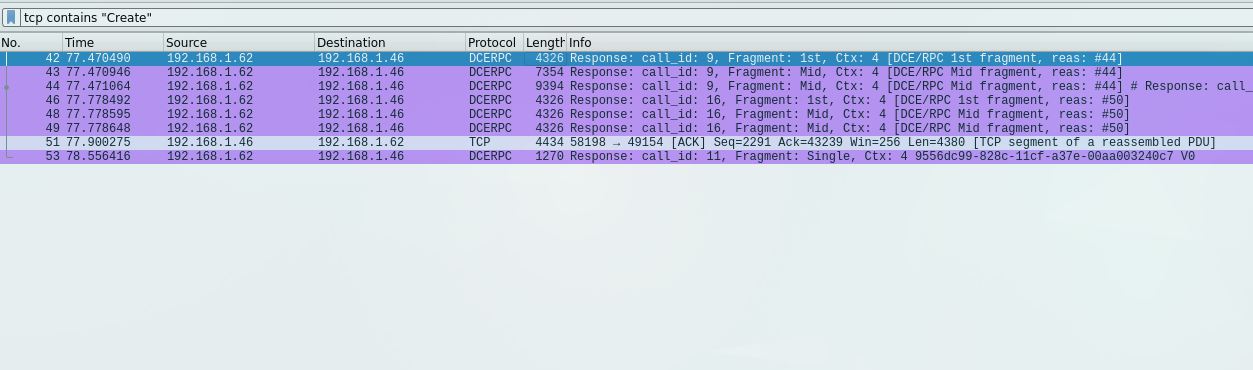 tcp contains "Create"
No. Time Source Destination Protocol Length Info
42 77.470490 192.168.1.62 192.168.1.46 DCERPC 4326 Response: call_id: 9, Fragment: 1st, Ctx: 4 [DCE/RPC 1st fragment, reas: #44]
43 77.470946 192.168.1.62 192.168.1.46 DCERPC 7354 Response: call_id: 9, Fragment: Mid, Ctx: 4 [DCE/RPC Mid fragment, reas: #44]
44 77.471064 192.168.1.62 192.168.1.46 DCERPC 9394 Response: call_id: 9, Fragment: Mid, Ctx: 4 [DCE/RPC Mid fragment, reas: #44] # Response: call_
46 77.778492 192.168.1.62 192.168.1.46 DCERPC 4326 Response: call_id: 16, Fragment: 1st, Ctx: 4 [DCE/RPC 1st fragment, reas: #50]
48 77.778595 192.168.1.62 192.168.1.46 DCERPC 4326 Response: call_id: 16, Fragment: Mid, Ctx: 4 [DCE/RPC Mid fragment, reas: #50]
49 77.778648 192.168.1.62 192.168.1.46 DCERPC 4326 Response: call_id: 16, Fragment: Mid, Ctx: 4 [DCE/RPC Mid fragment, reas: #50]
51 77.900275 192.168.1.46 192.168.1.62 TCP 4434 58198 → 49154 [ACK] Seq=2291 Ack=43239 Win=256 Len=4380 [TCP segment of a reassembled PDU]
53 78.556416 192.168.1.62 192.168.1.46 DCERPC 1270 Response: call_id: 11, Fragment: Single, Ctx: 4 9556dc99-828c-11cf-a37e-00aa003240c7 V0